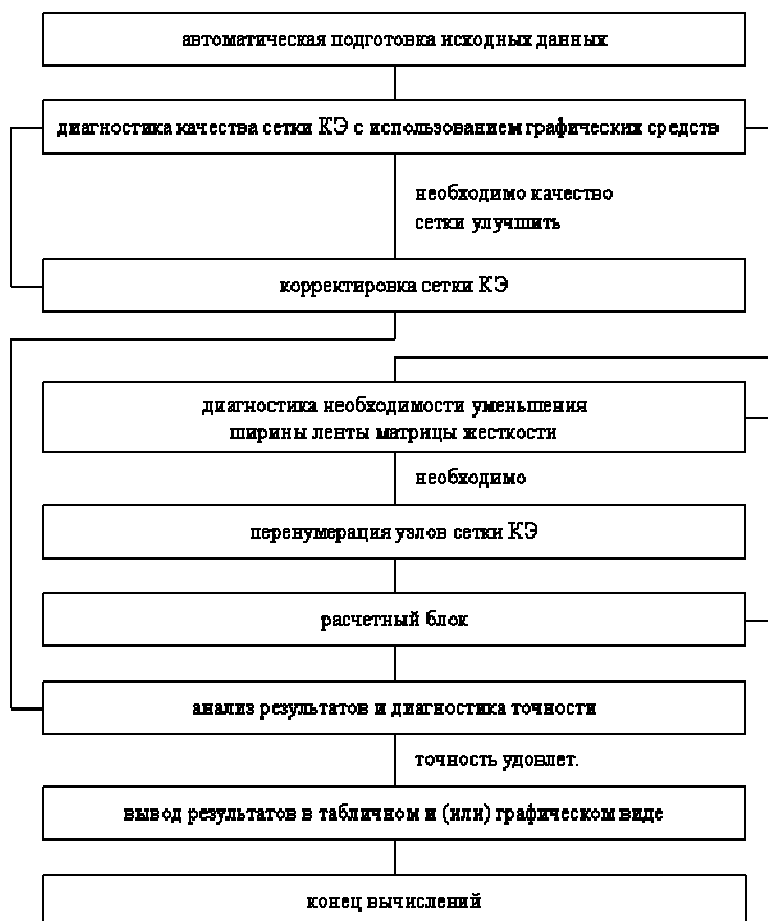 автоматическая подготовка исходных данных
диагностика качества сетки КЭ с использованием графических средств
необходимо качество
сетки улучшить
корректировка сетки КЭ
диагностика необходимости уменьшения
ширины ленты матрицы жесткости
необходимо
перенумерация узлов сетки КЭ
расчетный блок
анализ результатов и диагностика точности
точность удовлет.
вывод результатов в табличном и (или) графическом виде
конец вычислений